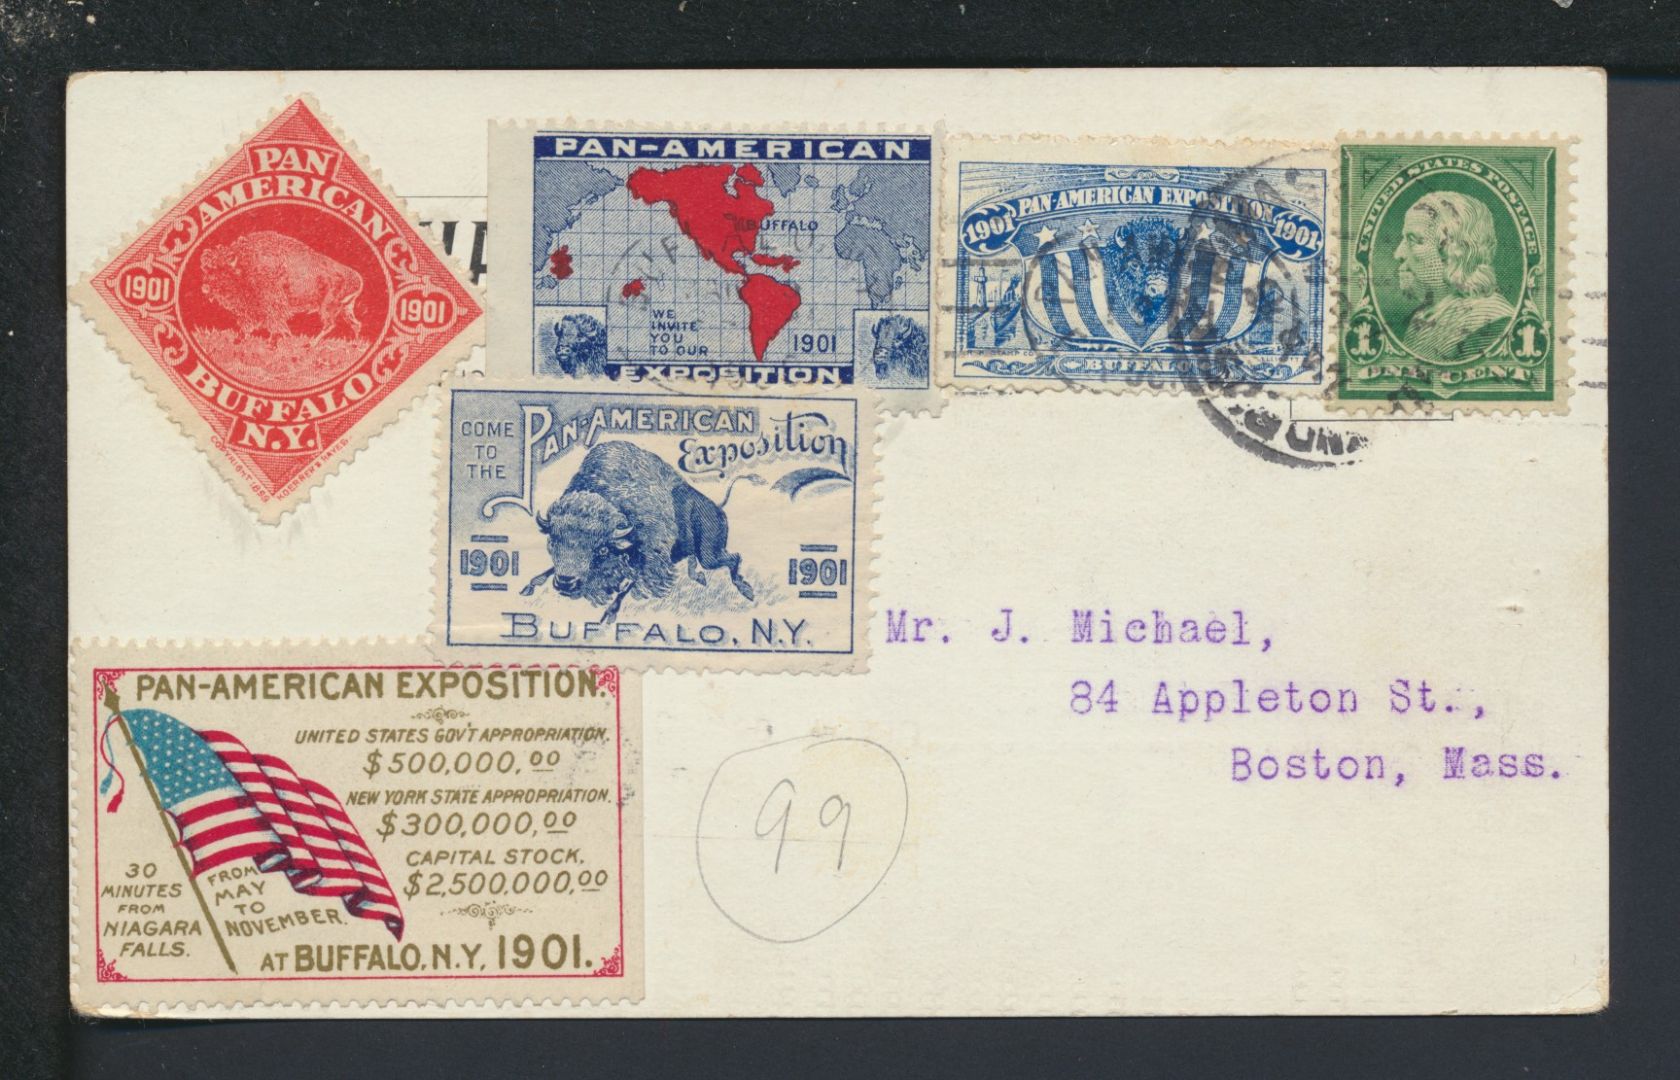 PAN
AMERICAN
1901
1901
BUFFALO
N.Y.
COPYRIGHT 1899
KOERNER & HAYES.
PAN-AMERICAN
BUFFALO
WE
INVITE
YOU
TO OUR
1901
EXPOSITION
PAN-AMERICAN EXPOSITION
1901
1901
BUFFALO
UNITED STATES POSTAGE
1 1
ONE CENT
COME
TO
THE
PAN-AMERICAN
Exposition
1901
1901
BUFFALO, N.Y.
Mr. J. Michael,
84 Appleton St.,
Boston, Mass.
PAN-AMERICAN EXPOSITION.
UNITED STATES GOV'T APPROPRIATION.
$500,000,00
NEW YORK STATE APPROPRIATION.
$300,000,00
CAPITAL STOCK.
$2,500,000,00
30
MINUTES
FROM
NIAGARA
FALLS.
FROM
MAY
TO
NOVEMBER.
AT BUFFALO, N.Y, 1901.
99